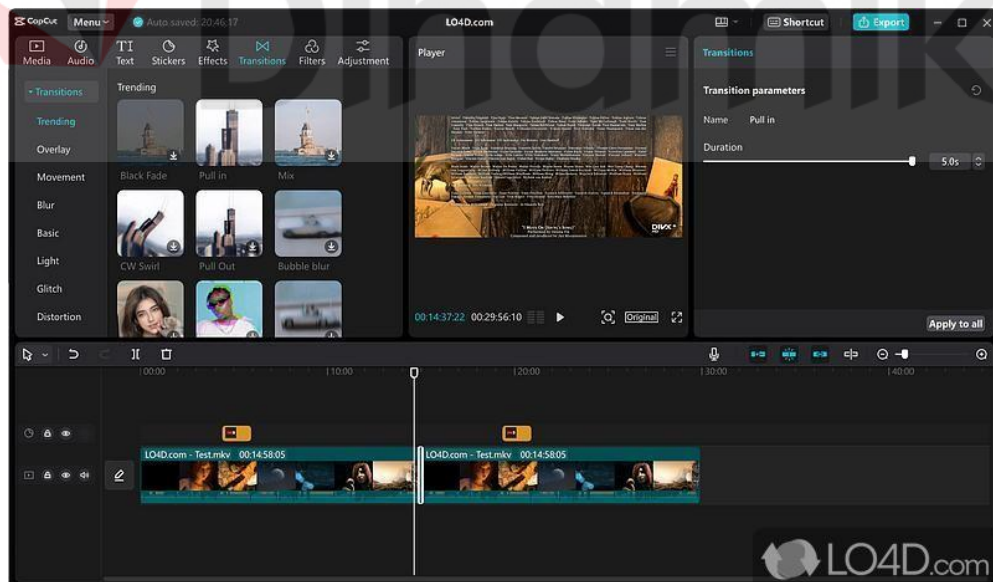 Dinamik
CapCut Menu Auto saved: 20:46:17 LO4D.com Shortcut Export
Media Audio Text Stickers Effects Transitions Filters Adjustment
Transitions
Trending
Overlay
Movement
Blur
Basic
Light
Glitch
Distortion
Trending
Black Fade Pull in Mix
CW Swirl Pull Out Bubble blur
Player
DIVX
00:14:37:22 00:29:56:10 Original
Transitions
Transition parameters
Name Pull in
Duration
5.0s
Apply to all
00:00 10:00 20:00 30:00 40:00
LO4D.com - Test.mkv 00:14:58:05 LO4D.com - Test.mkv 00:14:58:05
LO4D.com